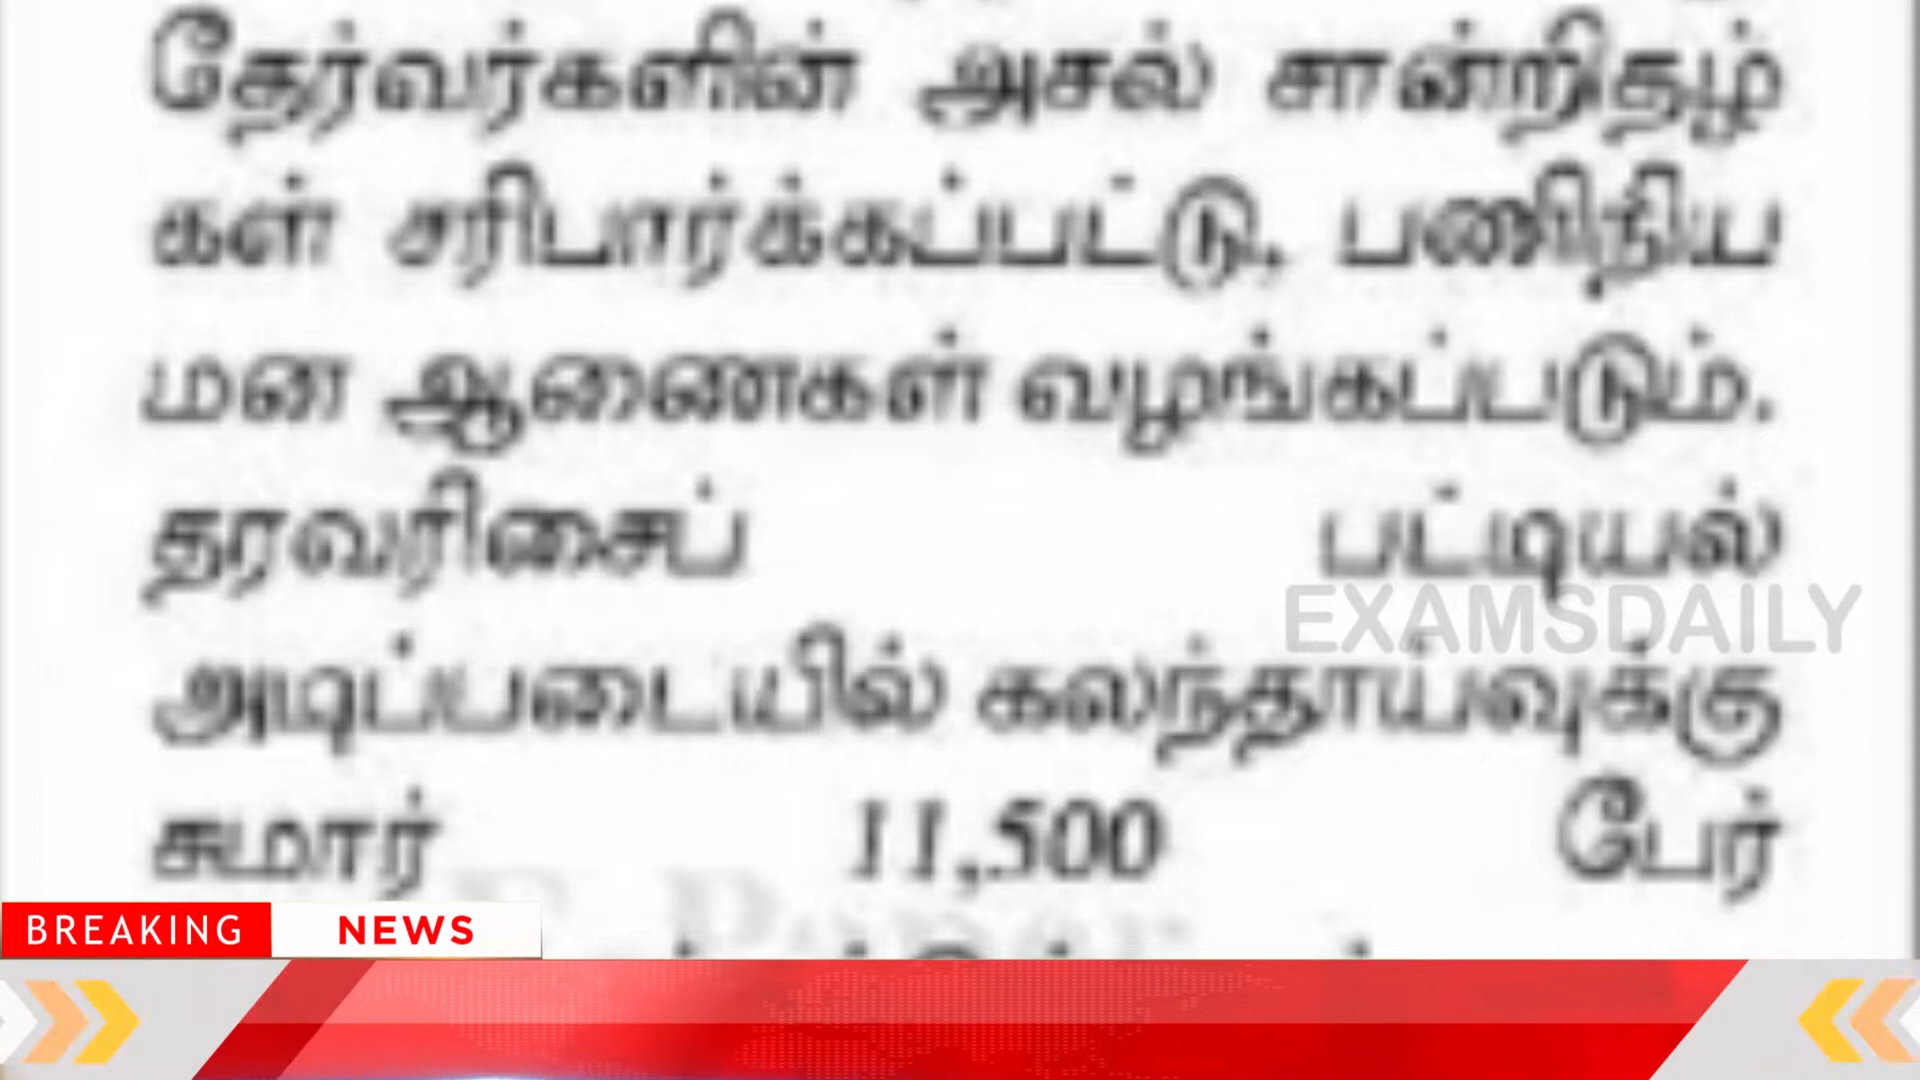 தேர்வர்களின் அசல் சான்றிதழ்
கள் சரிபார்க்கப்பட்டு, பணிநிய
மன ஆணைகள் வழங்கப்படும்.
தரவரிசைப் பட்டியல்
EXAMSDAILY
அடிப்படையில் கலந்தாய்வுக்கு
சுமார் 11,500 பேர்
BREAKING NEWS